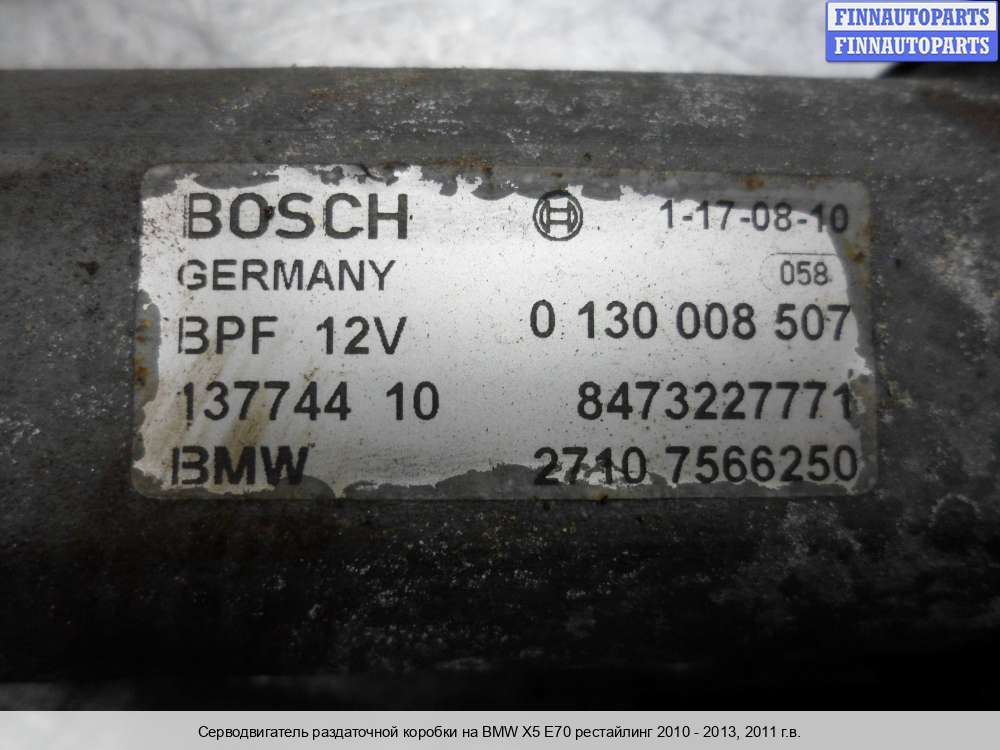 FINNAUTOPARTS
FINNAUTOPARTS
BOSCH 1-17-08-10
GERMANY 058
BPF 12V 0 130 008 507
137744 10 8473227771
BMW 2710 7566250
Серводвигатель раздаточной коробки на BMW X5 E70 рестайлинг 2010 - 2013, 2011 г.в.